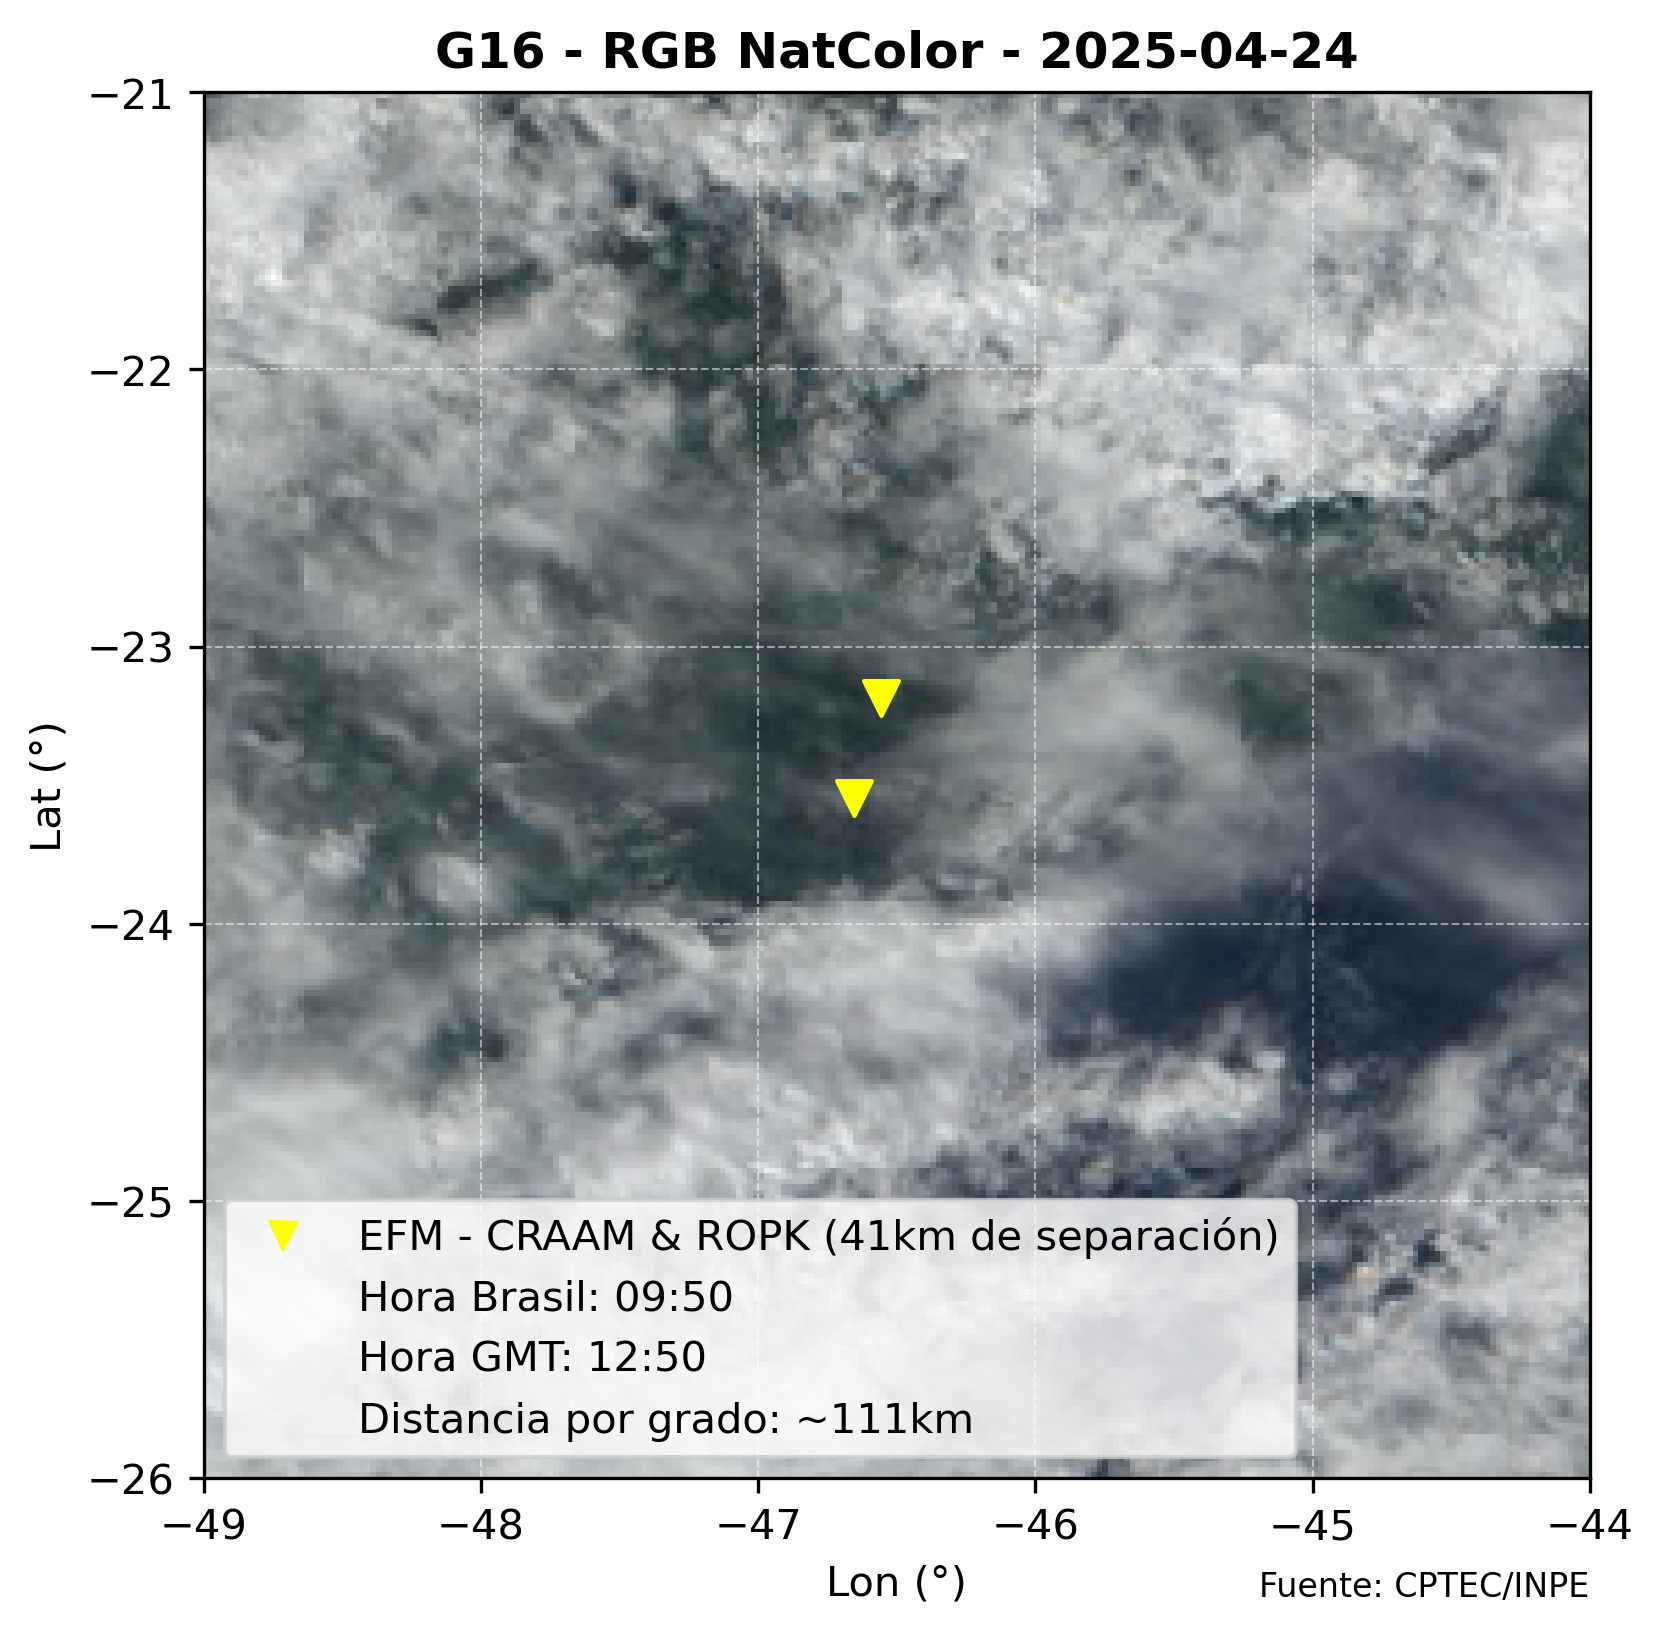 G16 - RGB NatColor - 2025-04-24
−21
−22
−23
−24
−25
−26
Lat (°)
EFM - CRAAM & ROPK (41km de separación)
Hora Brasil: 09:50
Hora GMT: 12:50
Distancia por grado: ~111km
−49 −48 −47 −46 −45 −44
Lon (°)
Fuente: CPTEC/INPE